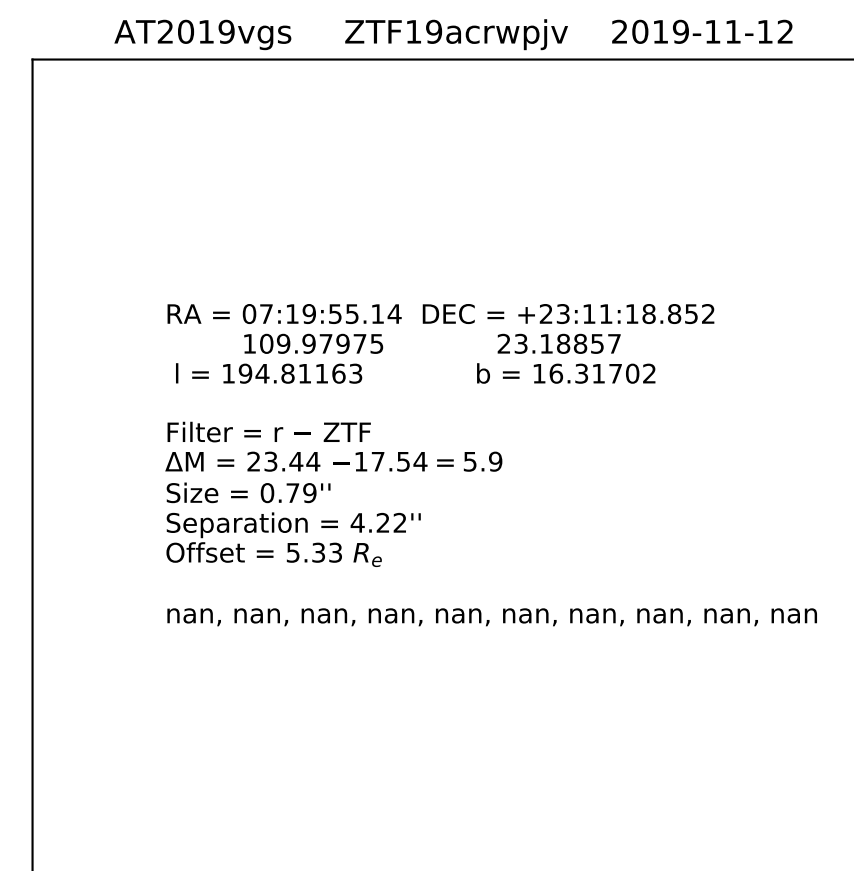 AT2019vgs ZTF19acrwpjv 2019-11-12
RA = 07:19:55.14 DEC = +23:11:18.852
109.97975 23.18857
l = 194.81163 b = 16.31702
Filter = r − ZTF
ΔM = 23.44 −17.54 = 5.9
Size = 0.79''
Separation = 4.22''
Offset = 5.33 Re
nan, nan, nan, nan, nan, nan, nan, nan, nan, nan